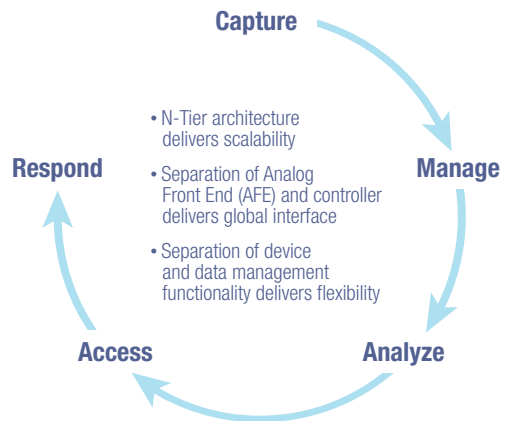 Capture
• N-Tier architecture
delivers scalability
Respond
• Separation of Analog
Front End (AFE) and controller
delivers global interface
Manage
• Separation of device
and data management
functionality delivers flexibility
Access
Analyze